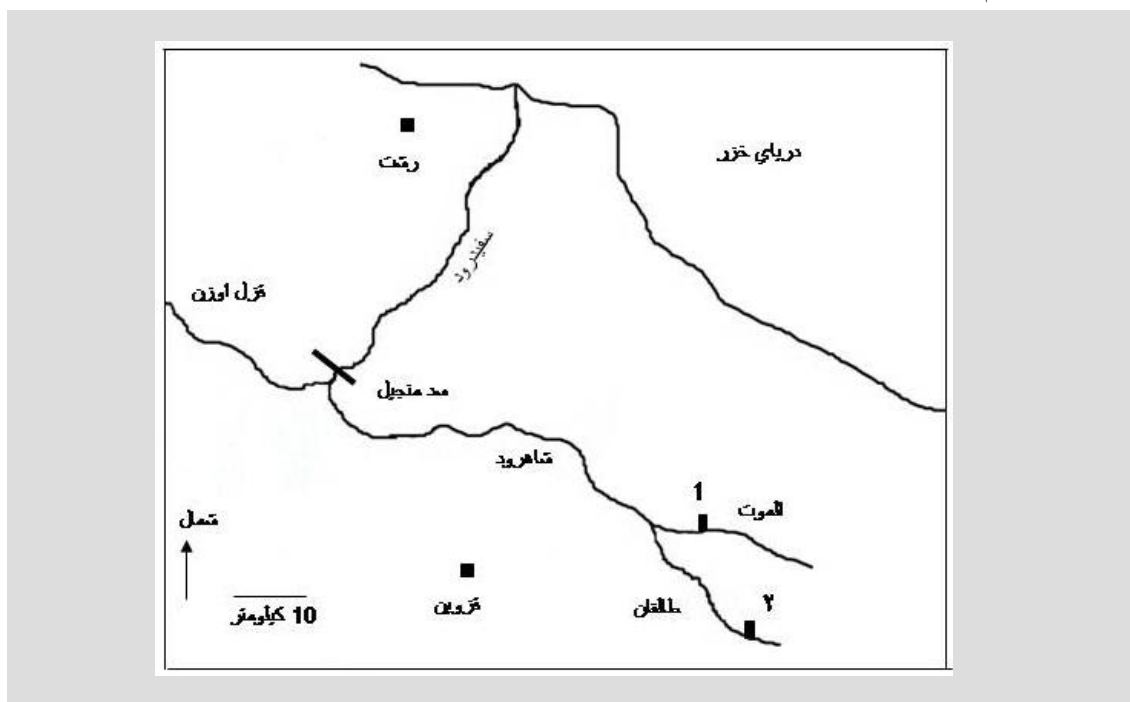 دریای خزر
رشت
سفیدرود
قزل اوزن
سد منجیل
شاهرود
1
الموت
شمال
10 کیلومتر
قزوین
طالقان
۲